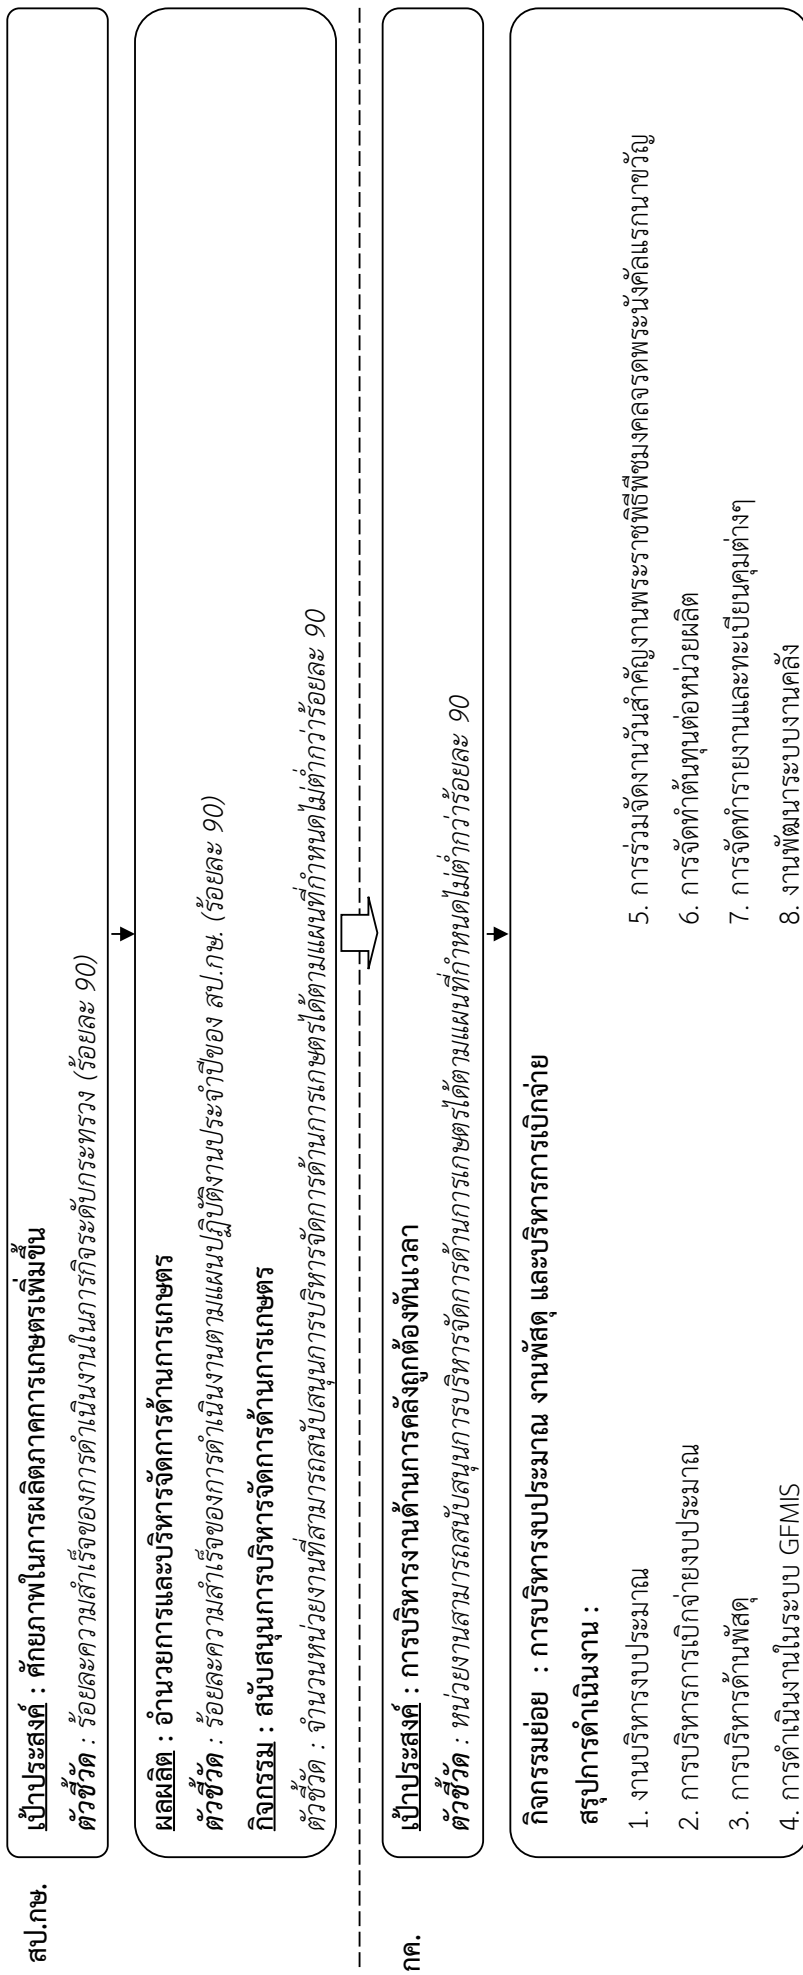 สป.กษ.
เป้าประสงค์ : ศักยภาพในการผลิตภาคการเกษตรเพิ่มขึ้น
ตัวชี้วัด : ร้อยละความสำเร็จของการดำเนินงานในภารกิจระดับกระทรวง (ร้อยละ 90)
ผลผลิต : อำนวยการและบริหารจัดการด้านการเกษตร
ตัวชี้วัด : ร้อยละความสำเร็จของการดำเนินงานตามแผนปฏิบัติงานประจำปีของ สป.กษ. (ร้อยละ 90)
กิจกรรม : สนับสนุนการบริหารจัดการด้านการเกษตร
ตัวชี้วัด : จำนวนหน่วยงานที่สามารถสนับสนุนการบริหารจัดการด้านการเกษตรได้ตามแผนที่กำหนดไม่ต่ำกว่าร้อยละ 90
กค.
เป้าประสงค์ : การบริหารงานด้านการคลังถูกต้องทันเวลา
ตัวชี้วัด : หน่วยงานสามารถสนับสนุนการบริหารจัดการด้านการเกษตรได้ตามแผนที่กำหนดไม่ต่ำกว่าร้อยละ 90
กิจกรรมย่อย : การบริหารงบประมาณ งานพัสดุ และบริหารการเบิกจ่าย
สรุปการดำเนินงาน :
1. งานบริหารงบประมาณ
2. การบริหารการเบิกจ่ายงบประมาณ
3. การบริหารด้านพัสดุ
4. การดำเนินงานในระบบ GFMIS
5. การร่วมจัดงานวันสำคัญงานพระราชพิธีพืชมงคลจรดพระนังคัลแรกนาขวัญ
6. การจัดทำต้นทุนต่อหน่วยผลิต
7. การจัดทำรายงานและทะเบียนคุมต่างๆ
8. งานพัฒนาระบบงานคลัง